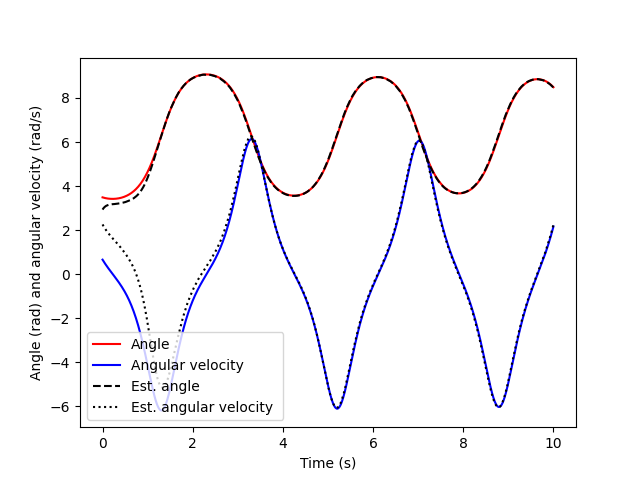 Angle (rad) and angular velocity (rad/s)
8
6
4
2
0
−2
−4
−6
Angle
Angular velocity
Est. angle
Est. angular velocity
0
2
4
6
8
10
Time (s)